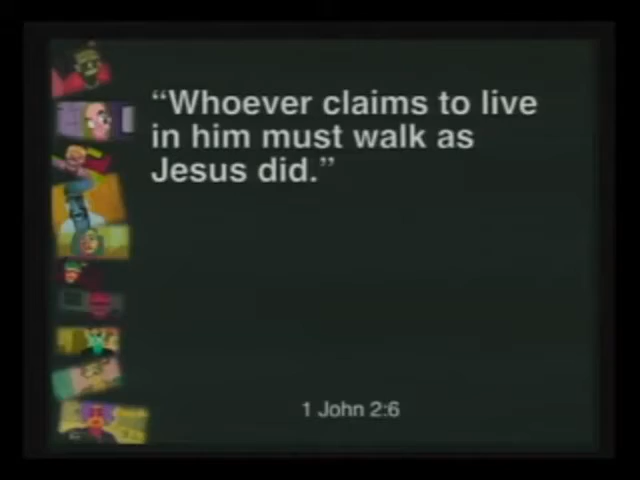 “Whoever claims to live
in him must walk as
Jesus did.”
1 John 2:6